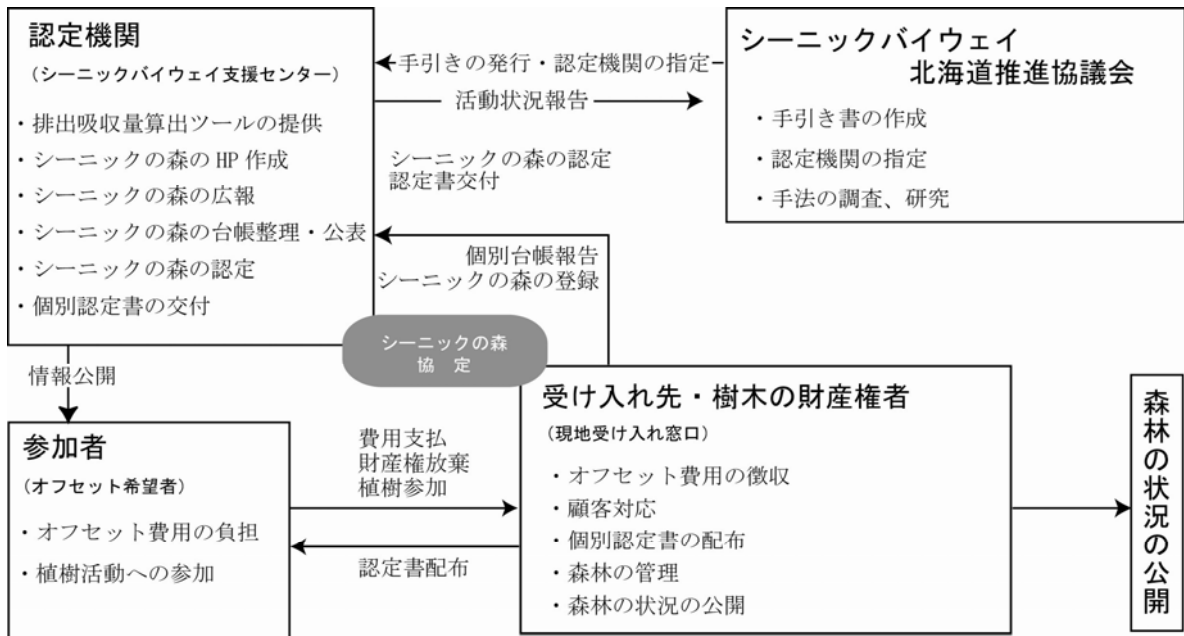 認定機関
（シーニックバイウェイ支援センター）
・排出吸収量算出ツールの提供
・シーニックの森の HP 作成
・シーニックの森の広報
・シーニックの森の台帳整理・公表
・シーニックの森の認定
・個別認定書の交付
手引きの発行・認定機関の指定
活動状況報告
シーニックの森の認定
認定書交付
シーニックバイウェイ
北海道推進協議会
・手引き書の作成
・認定機関の指定
・手法の調査、研究
個別台帳報告
シーニックの森の登録
シーニックの森
協 定
情報公開
参加者
（オフセット希望者）
・オフセット費用の負担
・植樹活動への参加
費用支払
財産権放棄
植樹参加
認定書配布
受け入れ先・樹木の財産権者
（現地受け入れ窓口）
・オフセット費用の徴収
・顧客対応
・個別認定書の配布
・森林の管理
・森林の状況の公開
森林の状況の公開